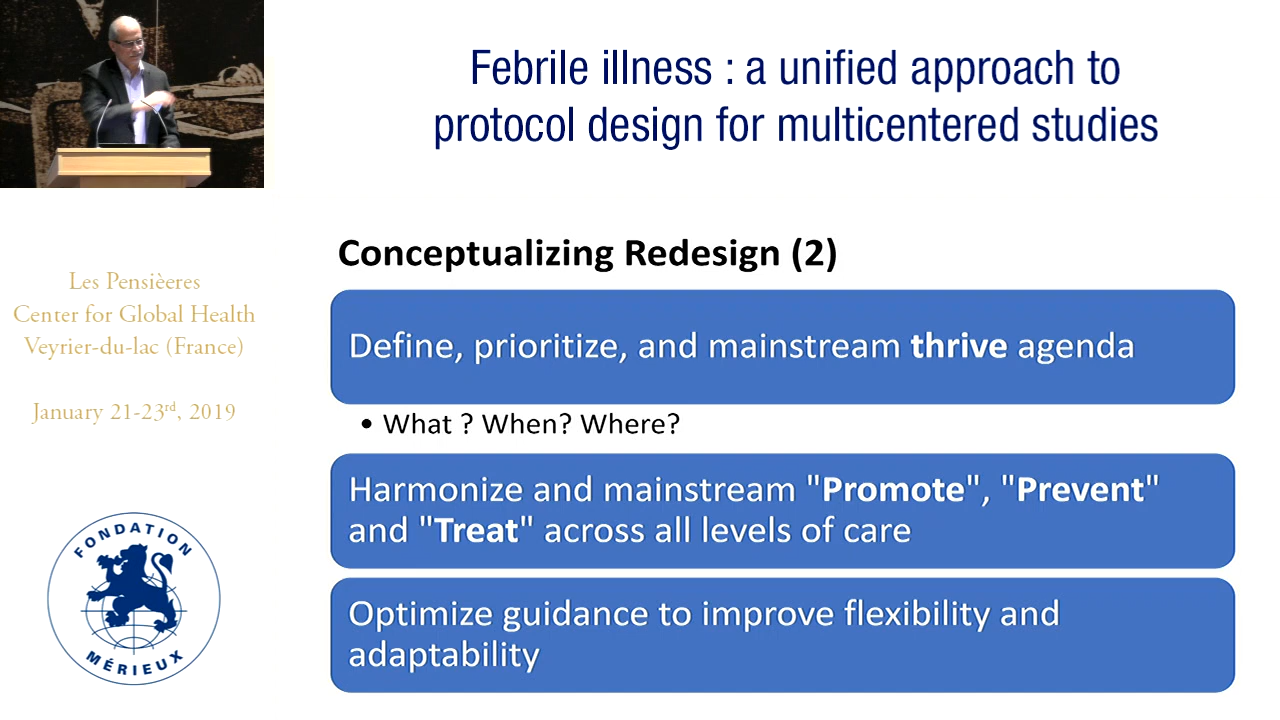 Febrile illness : a unified approach to
protocol design for multicentered studies
Les Pensièeres
Center for Global Health
Veyrier-du-lac (France)
January 21-23rd, 2019
FONDATION
MÉRIEUX
Conceptualizing Redesign (2)
Define, prioritize, and mainstream thrive agenda
• What ? When? Where?
Harmonize and mainstream "Promote", "Prevent"
and "Treat" across all levels of care
Optimize guidance to improve flexibility and
adaptability